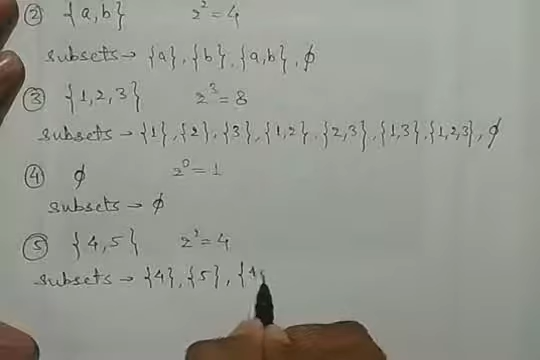 ② {a,b} 2² = 4
subsets → {a}, {b}, {a,b}, ϕ
③ {1,2,3} 2³ = 8
subsets → {1}, {2}, {3}, {1,2}, {2,3}, {1,3}, {1,2,3}, ϕ
④ ϕ 2⁰ = 1
subsets → ϕ
⑤ {4,5} 2² = 4
subsets → {4}, {5}, {4